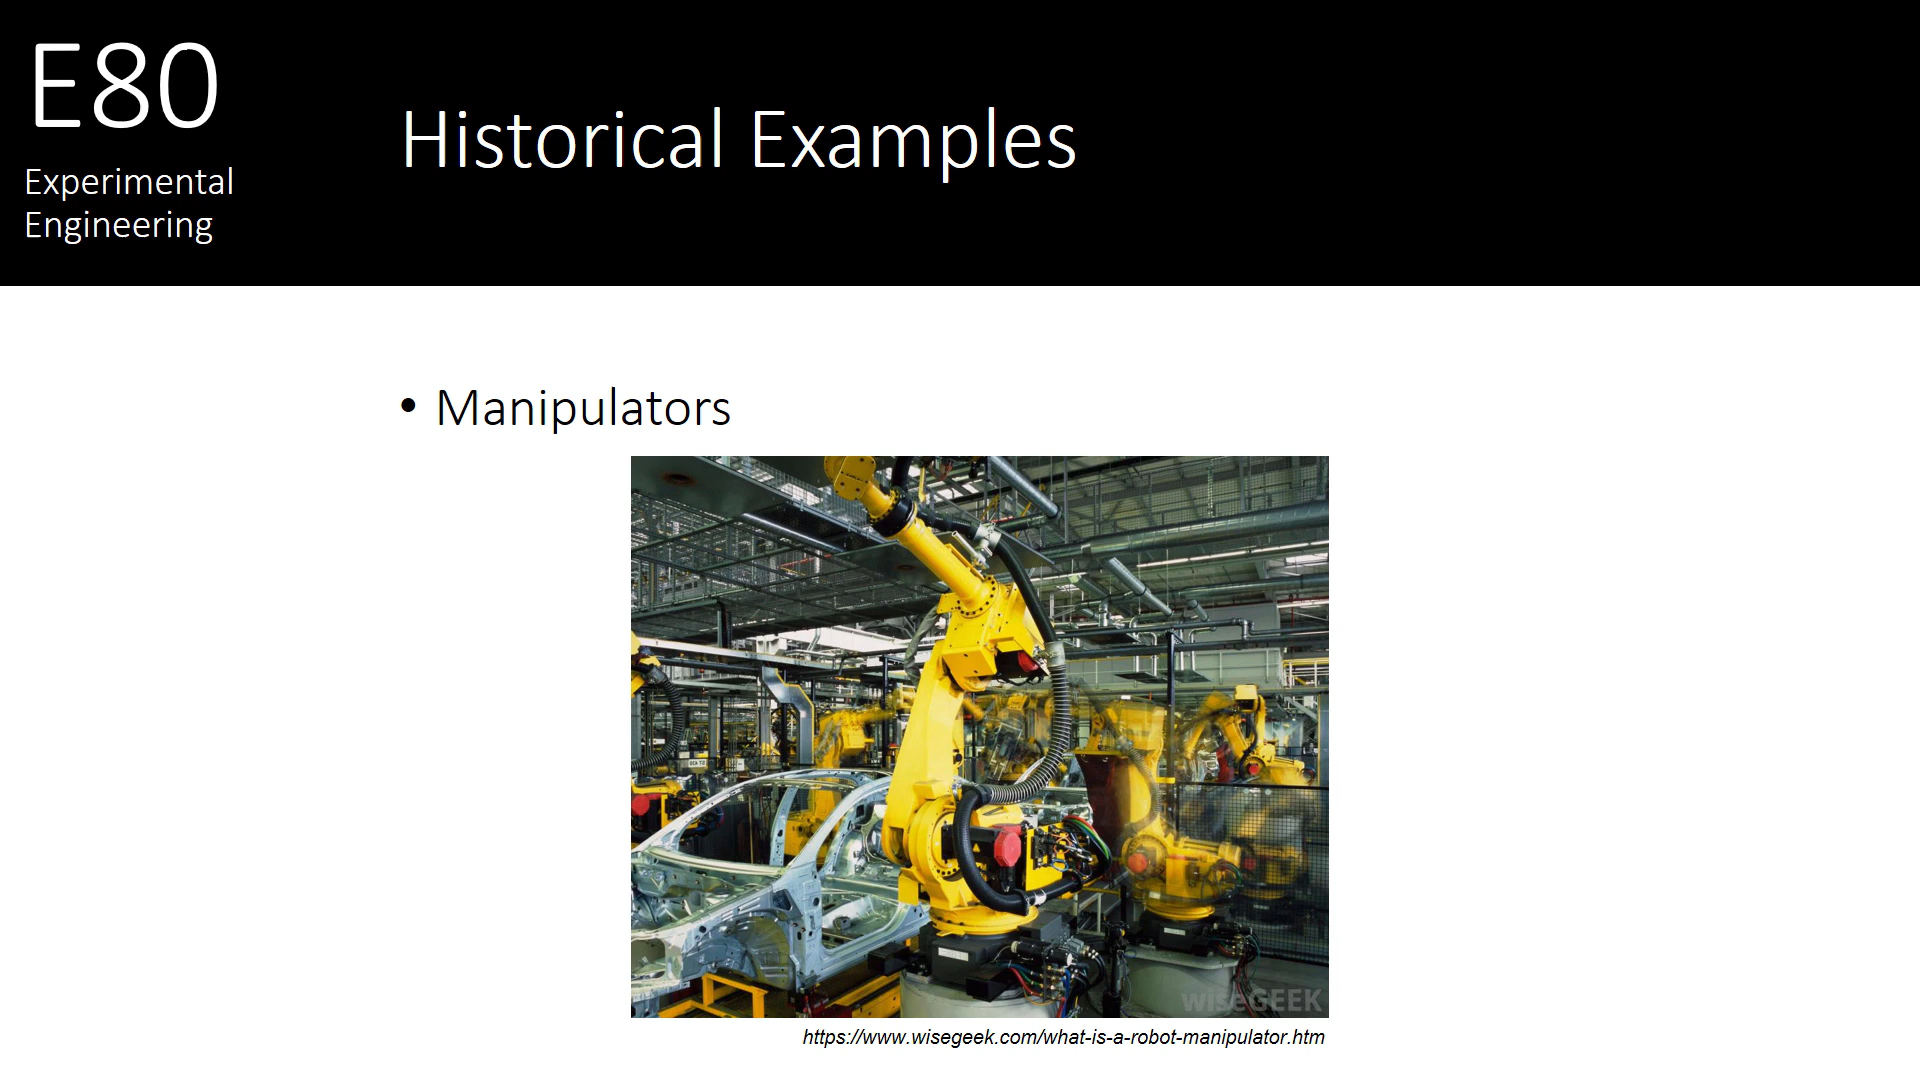 E80
Experimental
Engineering
Historical Examples
• Manipulators
wiseGEEK
https://www.wisegeek.com/what-is-a-robot-manipulator.htm